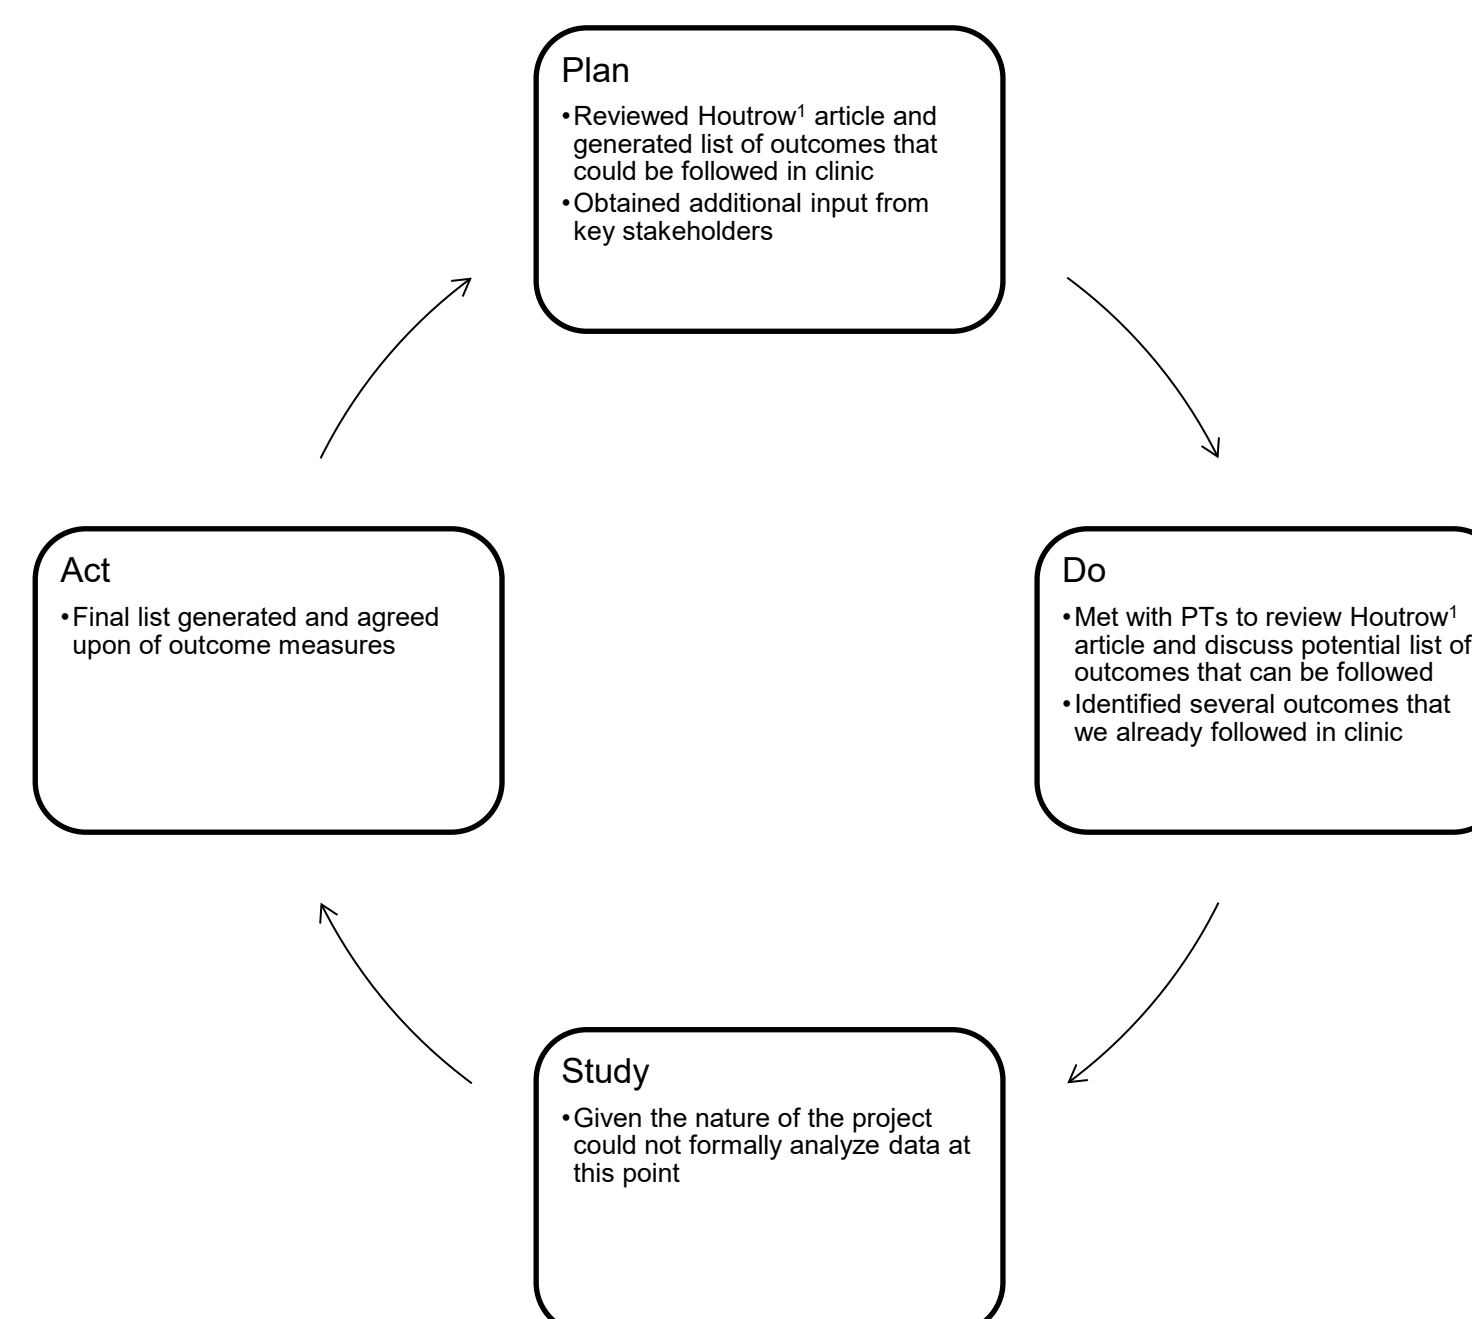 Plan
•Reviewed Houtrow¹ article and
generated list of outcomes that
could be followed in clinic
•Obtained additional input from
key stakeholders
Act
•Final list generated and agreed
upon of outcome measures
Do
•Met with PTs to review Houtrow¹
article and discuss potential list of
outcomes that can be followed
•Identified several outcomes that
we already followed in clinic
Study
•Given the nature of the project
could not formally analyze data at
this point